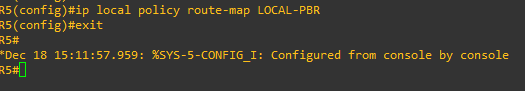 R5(config)#ip local policy route-map LOCAL-PBR
R5(config)#exit
R5#
*Dec 18 15:11:57.959: %SYS-5-CONFIG_I: Configured from console by console
R5#